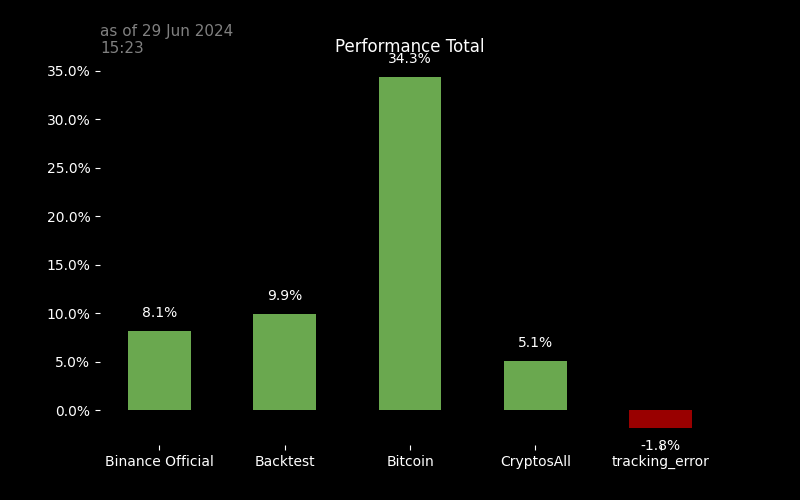 as of 29 Jun 2024
15:23
Performance Total
34.3%
35.0%
30.0%
25.0%
20.0%
15.0%
10.0%
5.0%
0.0%
8.1%
9.9%
5.1%
-1.8%
Binance Official
Backtest
Bitcoin
CryptosAll
tracking_error